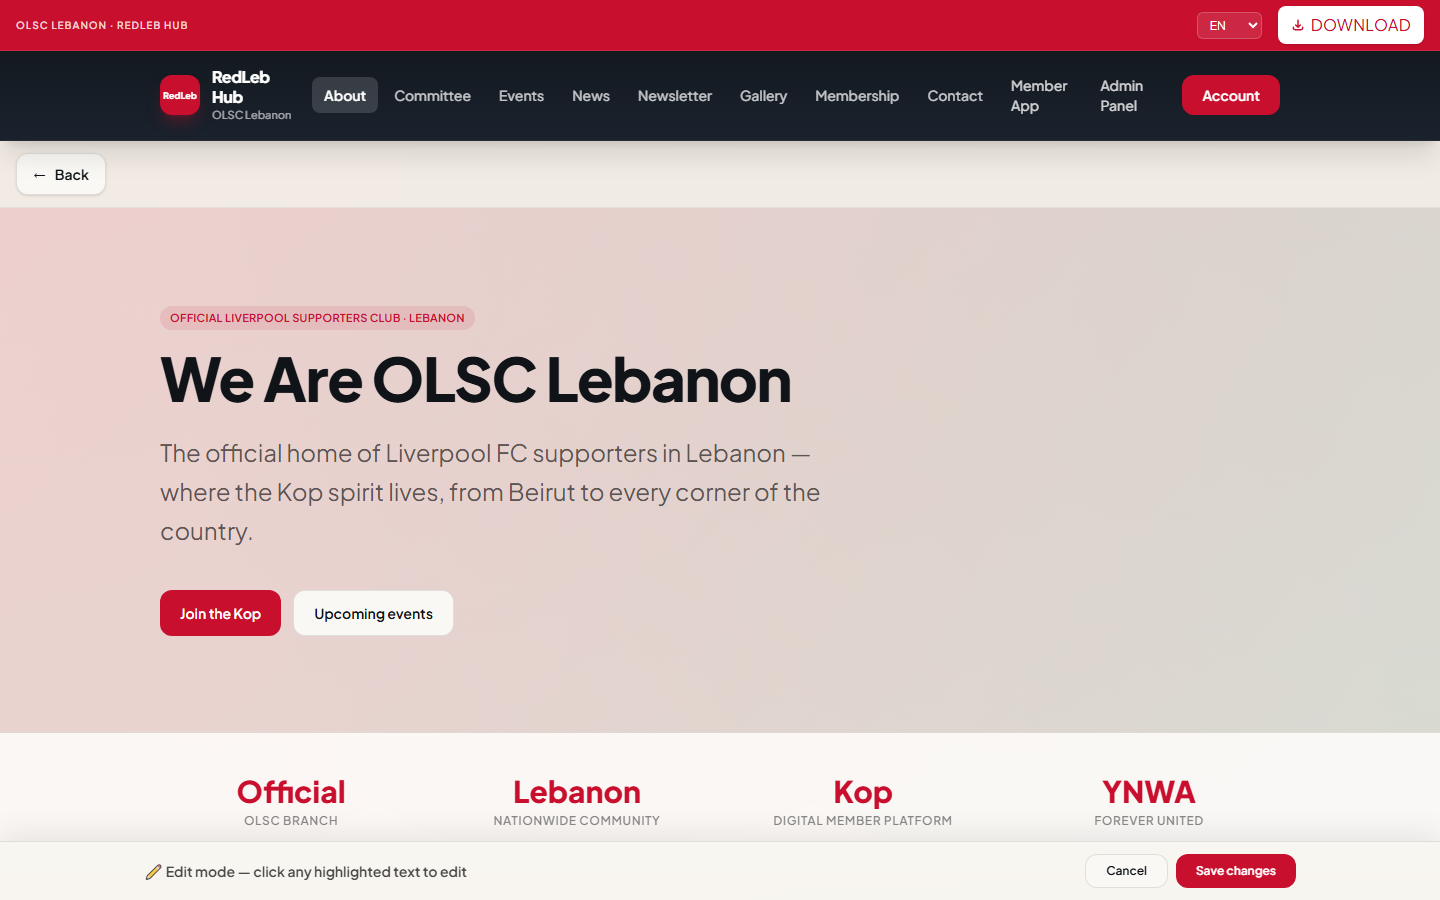 OLSC LEBANON · REDLEB HUB
EN
DOWNLOAD
RedLeb
RedLeb Hub
OLSC Lebanon
About
Committee
Events
News
Newsletter
Gallery
Membership
Contact
Member App
Admin Panel
Account
← Back
OFFICIAL LIVERPOOL SUPPORTERS CLUB · LEBANON
We Are OLSC Lebanon
The official home of Liverpool FC supporters in Lebanon —
where the Kop spirit lives, from Beirut to every corner of the
country.
Join the Kop
Upcoming events
Official
OLSC BRANCH
Lebanon
NATIONWIDE COMMUNITY
Kop
DIGITAL MEMBER PLATFORM
YNWA
FOREVER UNITED
Edit mode — click any highlighted text to edit
Cancel
Save changes